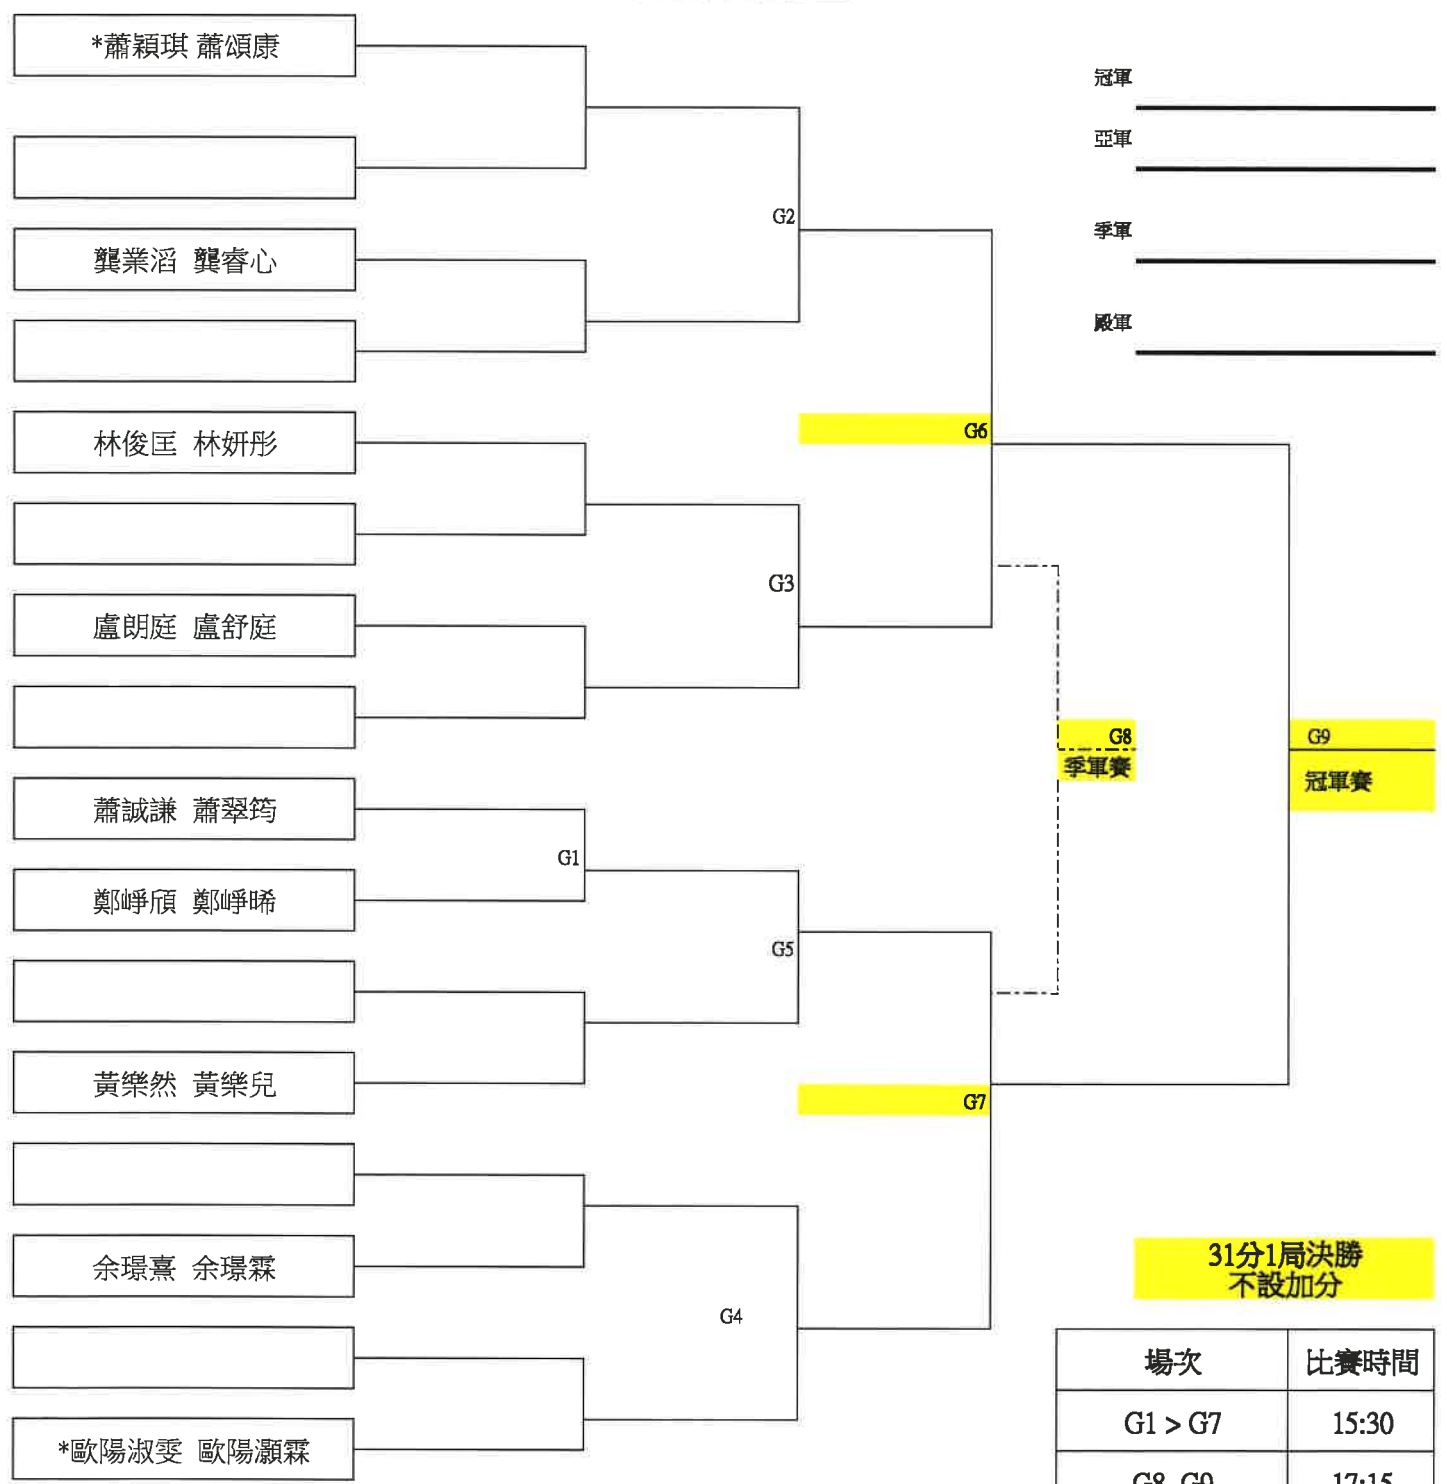 *蕭穎琪 蕭頌康
龔業滔 龔睿心
林俊匡 林妍彤
盧朗庭 盧舒庭
蕭誠謙 蕭翠筠
鄭崢頎 鄭崢晞
黃樂然 黃樂兒
余璟熹 余璟霖
*歐陽淑雯 歐陽灝霖
G1
G2
G3
G5
G4
G6
G7
G8
季軍賽
G9
冠軍賽
冠軍
亞軍
季軍
殿軍
31分1局決勝
不設加分
場次 比賽時間
G1 > G7 15:30
G8, G9 17:15